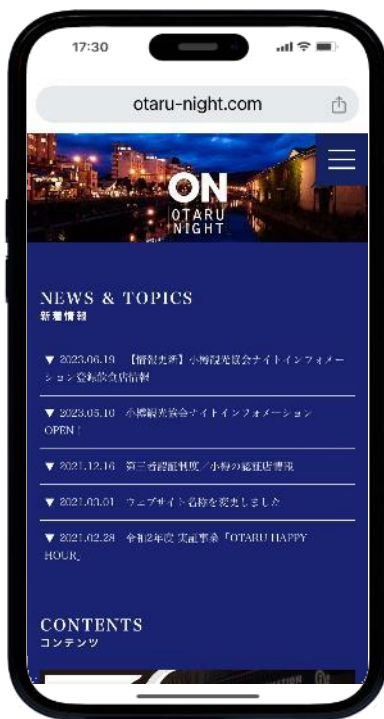 17:30
otaru-night.com
ON
OTARU
NIGHT
NEWS & TOPICS
新着情報
▼ 2023.06.19 【情報更新】小樽観光協会ナイトインフォメー
ション登録飲食店情報
▼ 2023.05.10 小樽観光協会ナイトインフォメーション
OPEN！
▼ 2021.12.16 第三者認証制度／小樽の認証店情報
▼ 2021.03.01 ウェブサイト名称を変更しました
▼ 2021.02.28 令和2年度 実証事業「OTARU HAPPY
HOUR」
CONTENTS
コンテンツ